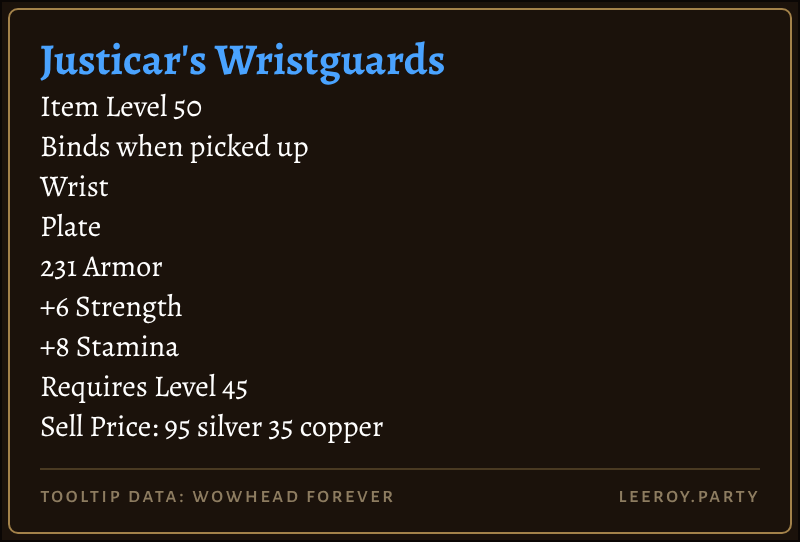 Justicar's Wristguards
Item Level 50
Binds when picked up
Wrist
Plate
231 Armor
+6 Strength
+8 Stamina
Requires Level 45
Sell Price: 95 silver 35 copper
TOOLTIP DATA: WOWHEAD FOREVER
LEEROY.PARTY